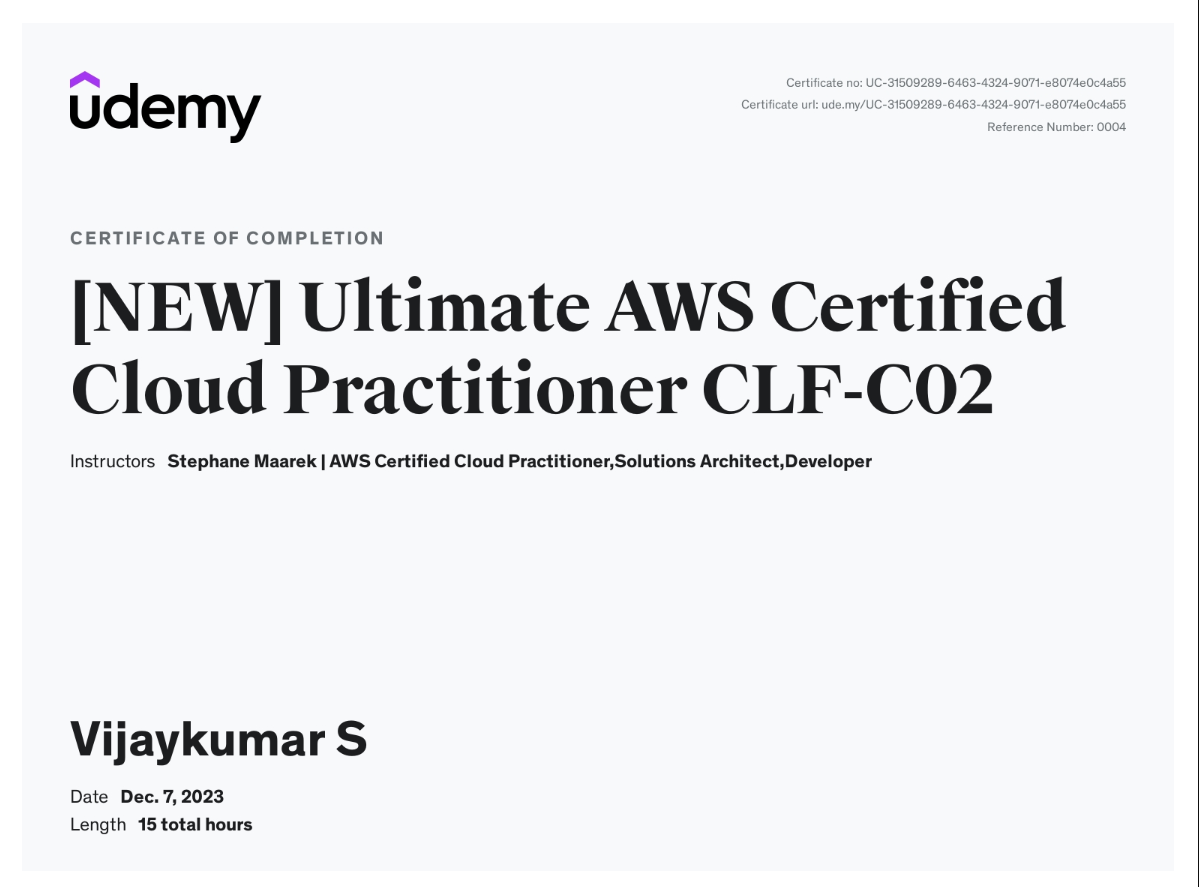 udemy
Certificate no: UC-31509289-6463-4324-9071-e8074e0c4a55
Certificate url: ude.my/UC-31509289-6463-4324-9071-e8074e0c4a55
Reference Number: 0004
CERTIFICATE OF COMPLETION
[NEW] Ultimate AWS Certified
Cloud Practitioner CLF-C02
Instructors Stephane Maarek | AWS Certified Cloud Practitioner,Solutions Architect,Developer
Vijaykumar S
Date Dec. 7, 2023
Length 15 total hours